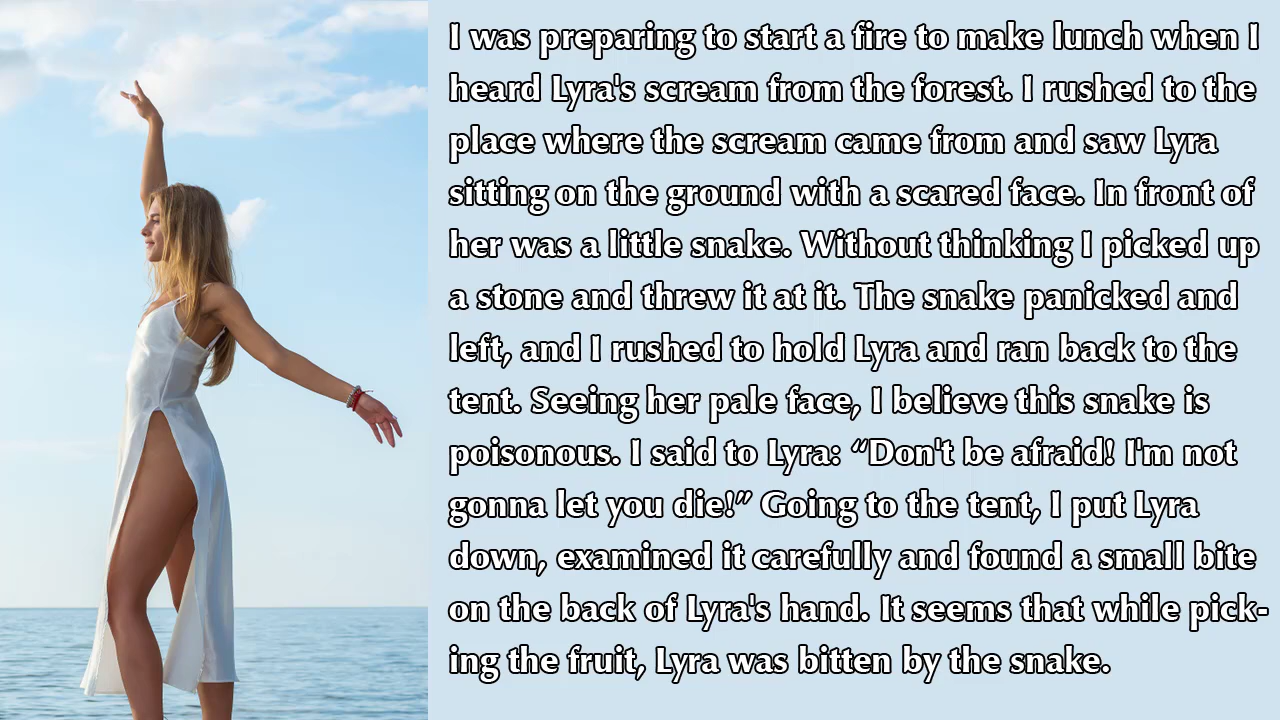 I was preparing to start a fire to make lunch when I
heard Lyra's scream from the forest. I rushed to the
place where the scream came from and saw Lyra
sitting on the ground with a scared face. In front of
her was a little snake. Without thinking I picked up
a stone and threw it at it. The snake panicked and
left, and I rushed to hold Lyra and ran back to the
tent. Seeing her pale face, I believe this snake is
poisonous. I said to Lyra: “Don't be afraid! I'm not
gonna let you die!” Going to the tent, I put Lyra
down, examined it carefully and found a small bite
on the back of Lyra's hand. It seems that while pick-
ing the fruit, Lyra was bitten by the snake.